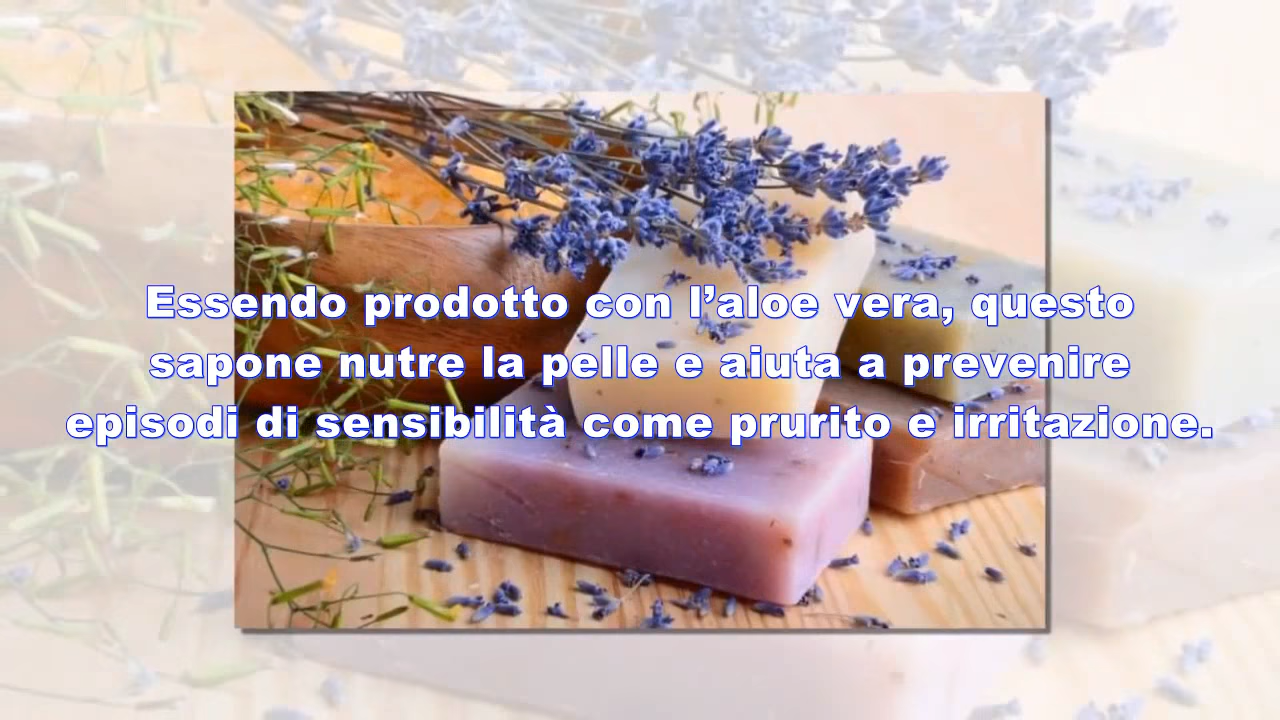 Essendo prodotto con l’aloe vera, questo
sapone nutre la pelle e aiuta a prevenire
episodi di sensibilità come prurito e irritazione.